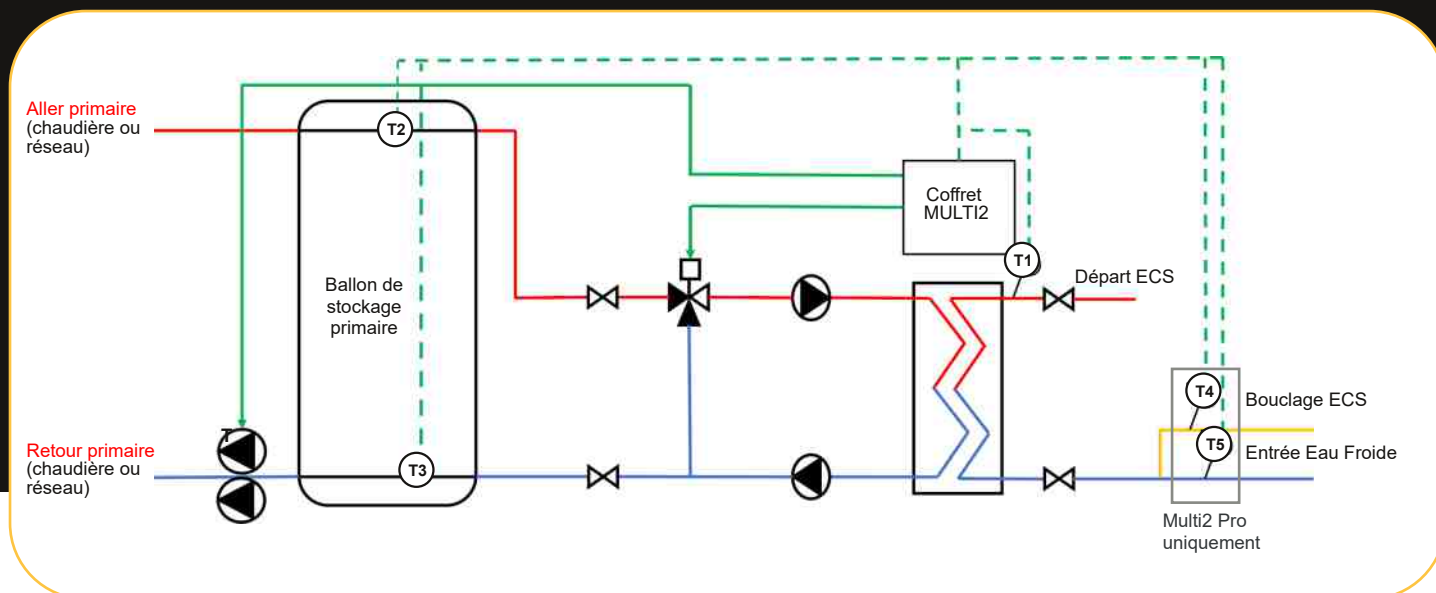 Aller primaire
(chaudière ou
réseau)
T2
Coffret
MULTI2
T1
Départ ECS
Ballon de
stockage
primaire
T4
Bouclage ECS
T
T5
Entrée Eau Froide
Retour primaire
(chaudière ou
réseau)
T3
Multi2 Pro
uniquement